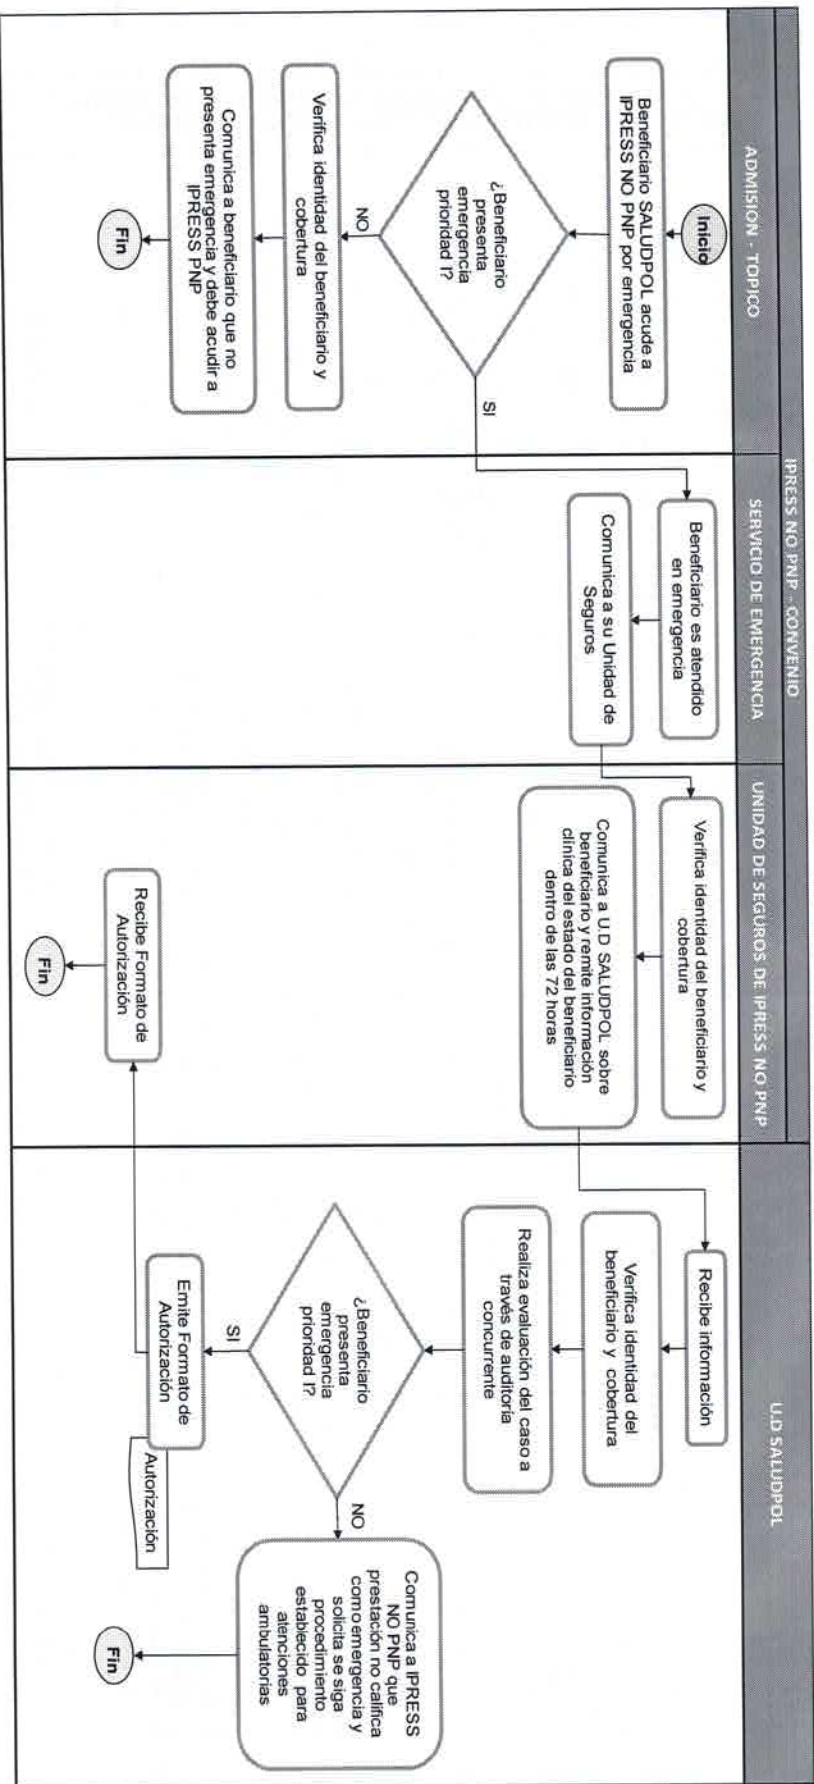 IPRESS NO PNP - CONVENIO
ADMISION - TOPICO
SERVICIO DE EMERGENCIA
UNIDAD DE SEGUROS DE IPRESS NO PNP
U.D SALUDPOL
Inicio
Beneficiario SALUDPOL acude a
IPRESS NO PNP por emergencia
¿Beneficiario
presenta
emergencia
prioridad I?
SI
NO
Verifica identidad del beneficiario y
cobertura
Comunica a beneficiario que no
presenta emergencia y debe acudir a
IPRESS PNP
Fin
Beneficiario es atendido
en emergencia
Comunica a su Unidad de
Seguros
Verifica identidad del beneficiario y
cobertura
Comunica a U.D SALUDPOL sobre
beneficiario y remite información
clínica del estado del beneficiario
dentro de las 72 horas
Recibe Formato de
Autorización
Fin
Recibe información
Verifica identidad del
beneficiario y cobertura
Realiza evaluación del caso a
través de auditoría
concurrente
¿Beneficiario
presenta
emergencia
prioridad I?
SI
NO
Emite Formato de
Autorización
Autorización
Comunica a IPRESS
NO PNP que
prestación no califica
como emergencia y
solicita se siga
procedimiento
establecido para
atenciones
ambulatorias
Fin